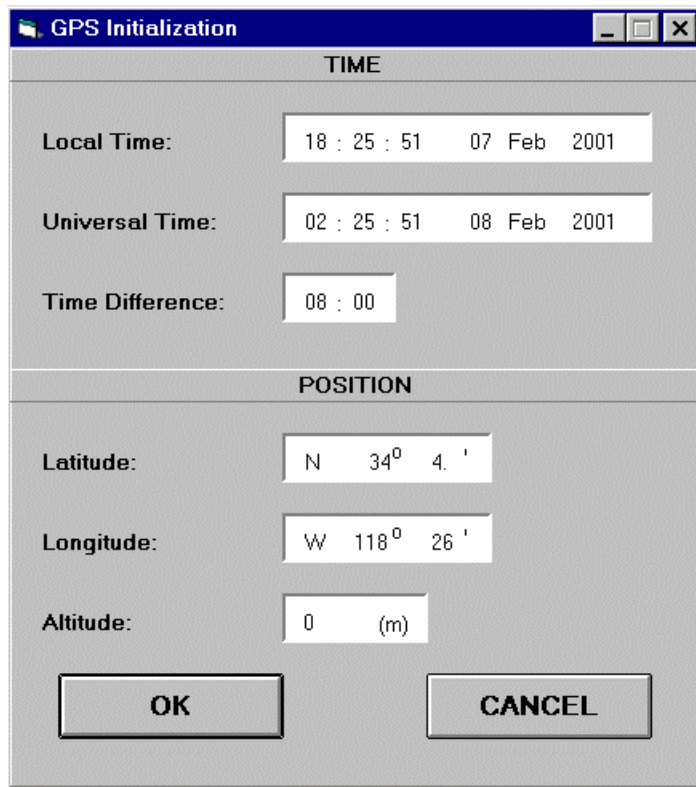 GPS Initialization
TIME
Local Time: 18 : 25 : 51 07 Feb 2001
Universal Time: 02 : 25 : 51 08 Feb 2001
Time Difference: 08 : 00
POSITION
Latitude: N 34° 4. '
Longitude: W 118° 26 '
Altitude: 0 (m)
OK CANCEL